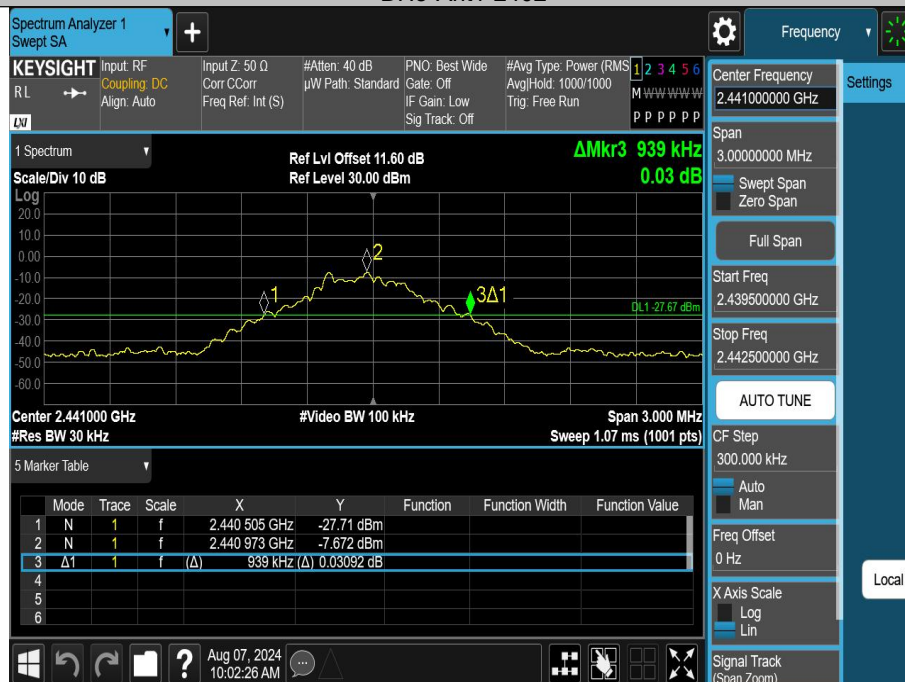 Spectrum Analyzer 1
Swept SA
Frequency
KEYSIGHT
RL
LXI
Input: RF
Coupling: DC
Align: Auto
Input Z: 50 Ω
Corr CCorr
Freq Ref: Int (S)
#Atten: 40 dB
µW Path: Standard
PNO: Best Wide
Gate: Off
IF Gain: Low
Sig Track: Off
#Avg Type: Power (RMS
Avg|Hold: 1000/1000
Trig: Free Run
1 2 3 4 5 6
M W W W W W
P P P P P P
1 Spectrum
Scale/Div 10 dB
Ref Lvl Offset 11.60 dB
Ref Level 30.00 dBm
ΔMkr3 939 kHz
0.03 dB
Log
20.0
10.0
0.00
-10.0
-20.0
-30.0
-40.0
-50.0
-60.0
1
2
3Δ1
DL1 -27.67 dBm
Center 2.441000 GHz
#Video BW 100 kHz
Span 3.000 MHz
#Res BW 30 kHz
Sweep 1.07 ms (1001 pts)
5 Marker Table
Mode Trace Scale X Y Function Function Width Function Value
1 N 1 f 2.440 505 GHz -27.71 dBm
2 N 1 f 2.440 973 GHz -7.672 dBm
3 Δ1 1 f (Δ) 939 kHz (Δ) 0.03092 dB
4
5
6
Aug 07, 2024
10:02:26 AM
?
Center Frequency
2.441000000 GHz
Settings
Span
3.00000000 MHz
Swept Span
Zero Span
Full Span
Start Freq
2.439500000 GHz
Stop Freq
2.442500000 GHz
AUTO TUNE
CF Step
300.000 kHz
Auto
Man
Freq Offset
0 Hz
Local
X Axis Scale
Log
Lin
Signal Track
(Span Zoom)